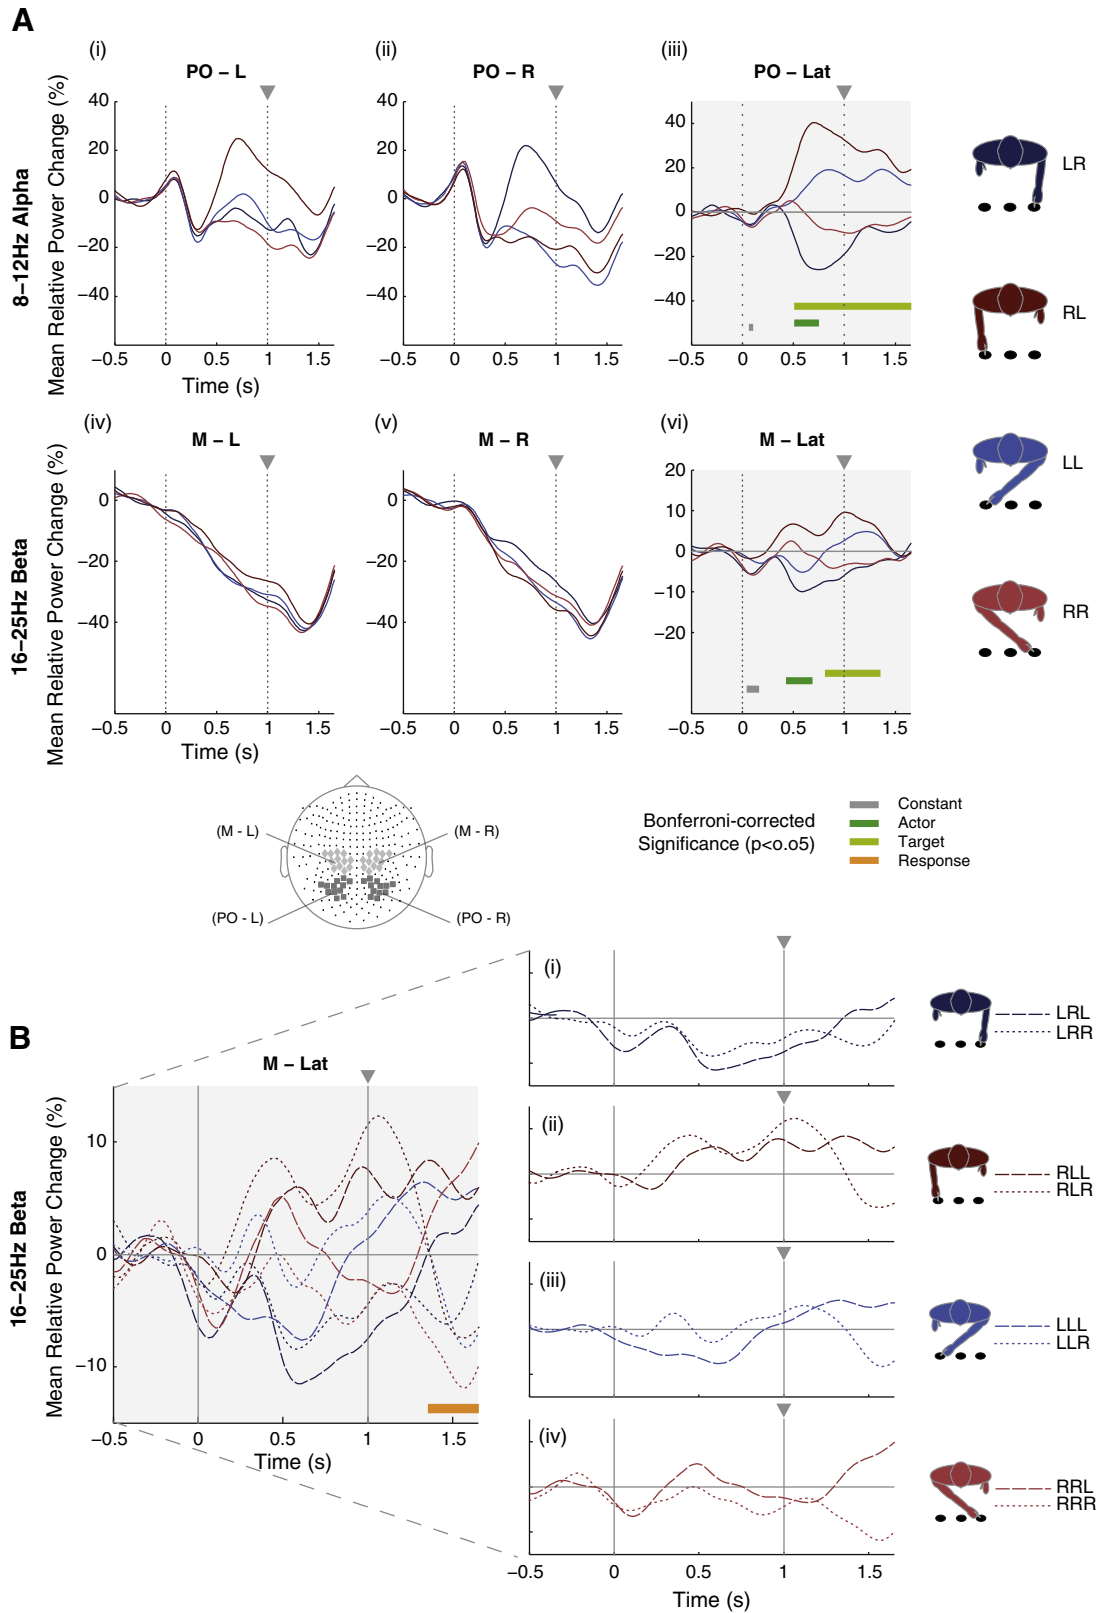 A
(i)
(ii)
(iii)
PO – L
PO – R
PO – Lat
8–12Hz Alpha
Mean Relative Power Change (%)
40
20
0
−20
−40
−0.5 0 0.5 1 1.5
Time (s)
40
20
0
−20
−40
−0.5 0 0.5 1 1.5
40
20
0
−20
−40
−0.5 0 0.5 1 1.5
LR
RL
LL
RR
(iv)
(v)
(vi)
M – L
M – R
M – Lat
16–25Hz Beta
Mean Relative Power Change (%)
0
−20
−40
−0.5 0 0.5 1 1.5
Time (s)
0
−20
−40
−0.5 0 0.5 1 1.5
20
10
0
−10
−20
−0.5 0 0.5 1 1.5
(M - L)
(M - R)
(PO - L)
(PO - R)
Bonferroni-corrected
Significance (p<o.o5)
Constant
Actor
Target
Response
B
M – Lat
16–25Hz Beta
Mean Relative Power Change (%)
10
0
−10
−0.5 0 0.5 1 1.5
Time (s)
(i)
LRL
LRR
(ii)
RLL
RLR
(iii)
LLL
LLR
(iv)
RRL
RRR
−0.5 0 0.5 1 1.5
Time (s)